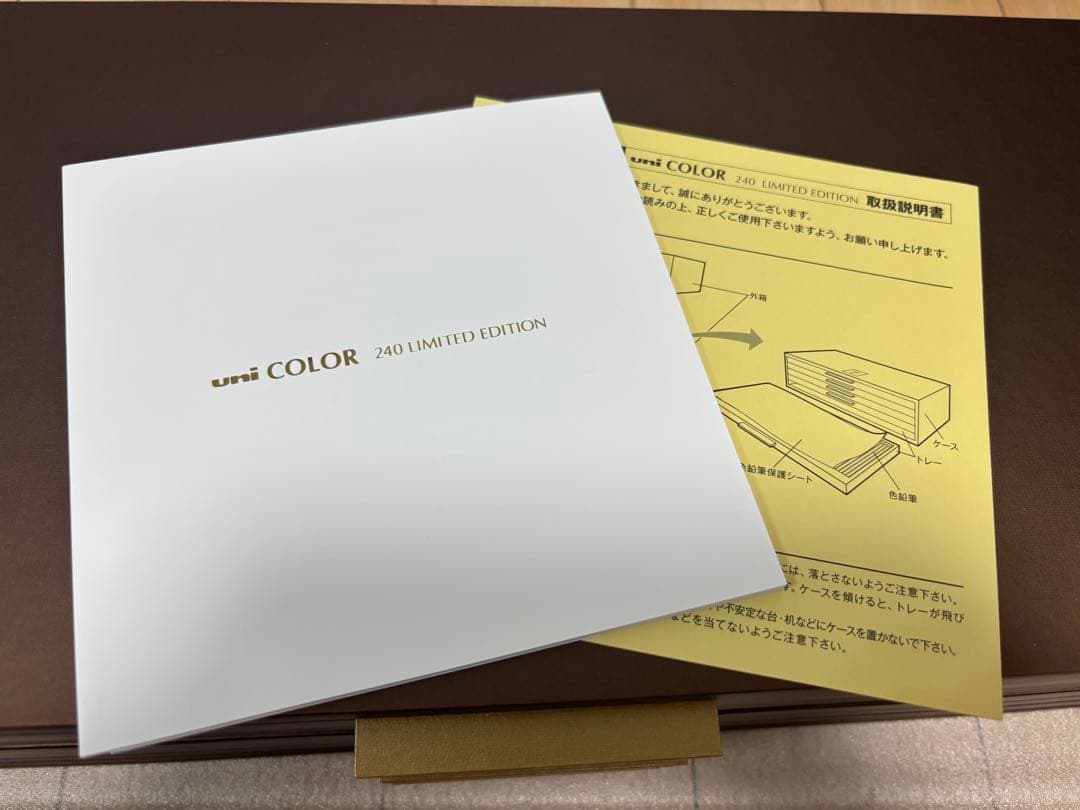 uni COLOR 240 LIMITED EDITION
uni COLOR 240 LIMITED EDITION 取扱説明書
きまして、誠にありがとうございます。
読みの上、正しくご使用下さいますよう、お願い申し上げます。
外箱
ケース
トレー
色鉛筆保護シート
色鉛筆
には、落とさないようご注意下さい。
す。ケースを傾けると、トレーが飛び
や不安定な台・机などにケースを置かないで下さい。
などを当てないようご注意下さい。